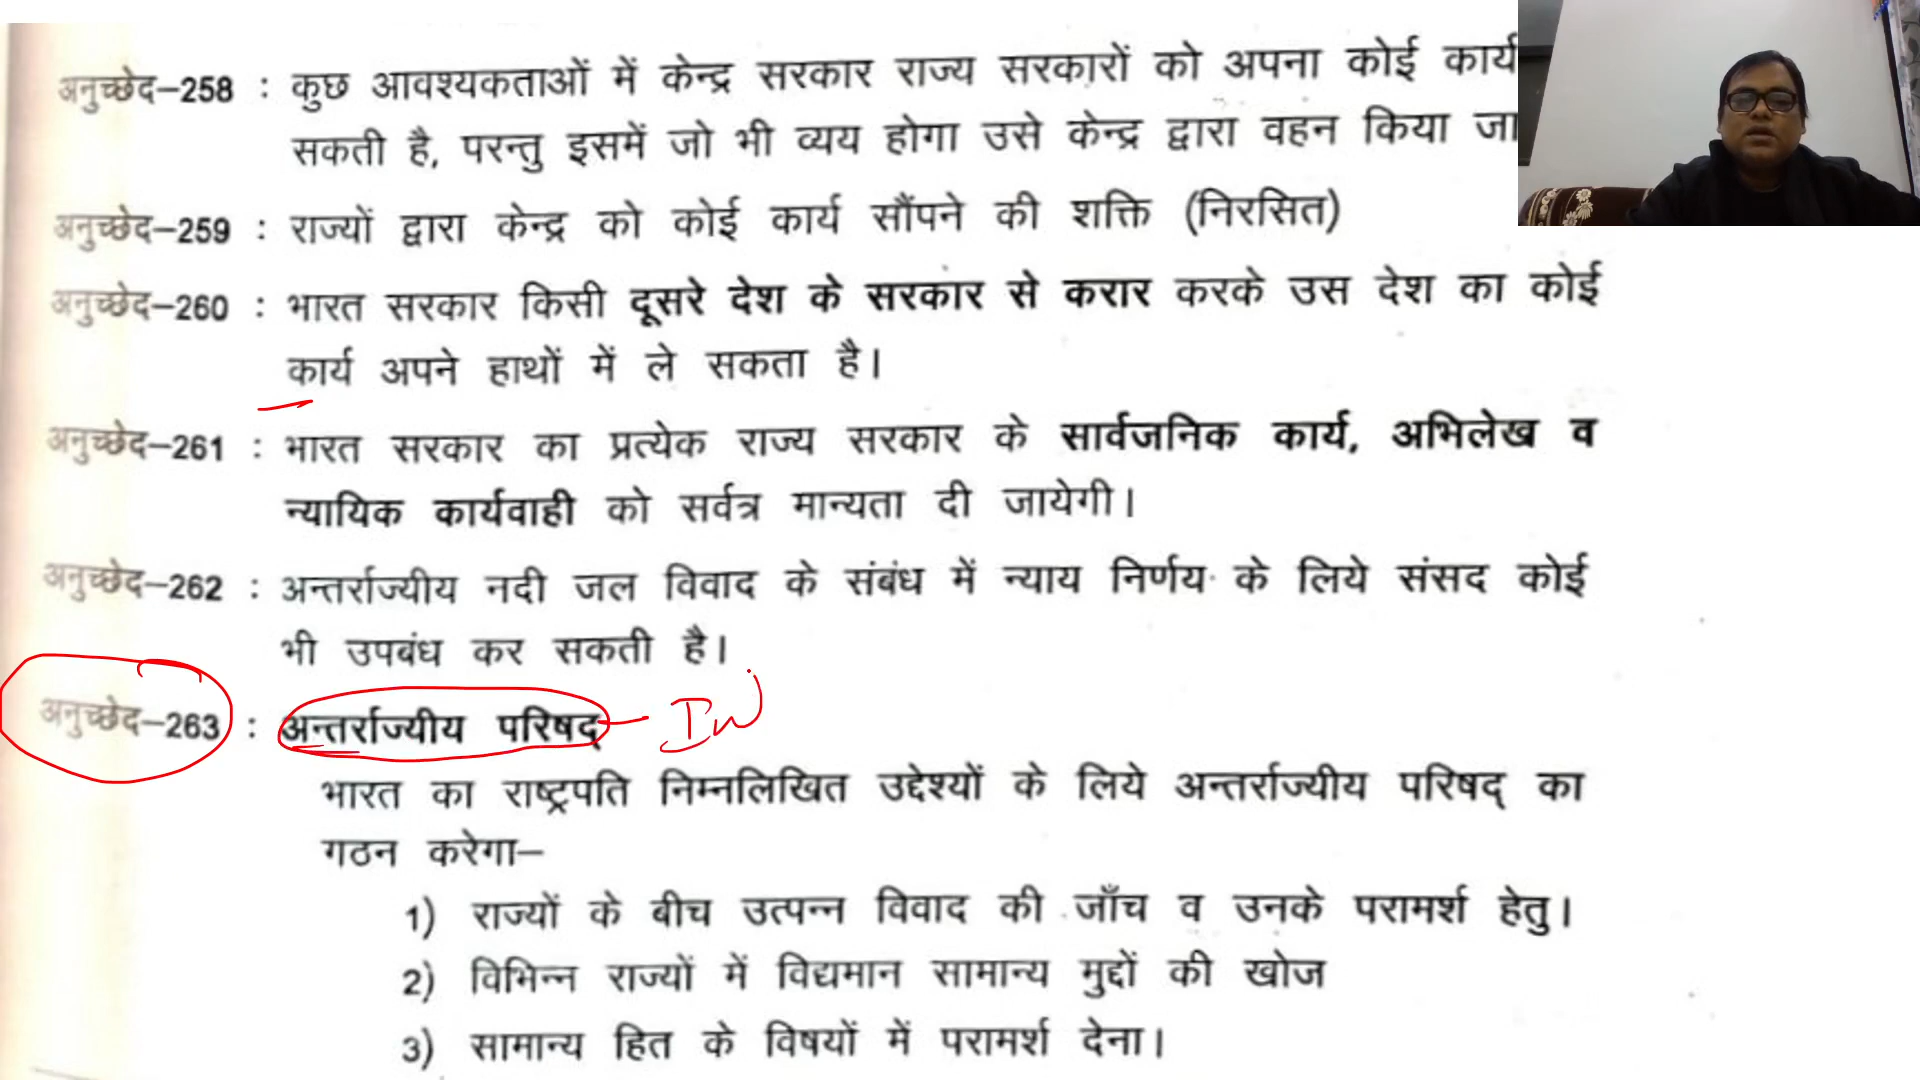 अनुच्छेद–258 : कुछ आवश्यकताओं में केन्द्र सरकार राज्य सरकारों को अपना कोई कार्य
सकती है, परन्तु इसमें जो भी व्यय होगा उसे केन्द्र द्वारा वहन किया जा
अनुच्छेद–259 : राज्यों द्वारा केन्द्र को कोई कार्य सौंपने की शक्ति (निरसित)
अनुच्छेद–260 : भारत सरकार किसी दूसरे देश के सरकार से करार करके उस देश का कोई
कार्य अपने हाथों में ले सकता है।
अनुच्छेद–261 : भारत सरकार का प्रत्येक राज्य सरकार के सार्वजनिक कार्य, अभिलेख व
न्यायिक कार्यवाही को सर्वत्र मान्यता दी जायेगी।
अनुच्छेद–262 : अन्तर्राज्यीय नदी जल विवाद के संबंध में न्याय निर्णय के लिये संसद कोई
भी उपबंध कर सकती है।
अनुच्छेद–263 : अन्तर्राज्यीय परिषद्
भारत का राष्ट्रपति निम्नलिखित उद्देश्यों के लिये अन्तर्राज्यीय परिषद् का
गठन करेगा–
1) राज्यों के बीच उत्पन्न विवाद की जाँच व उनके परामर्श हेतु।
2) विभिन्न राज्यों में विद्यमान सामान्य मुद्दों की खोज
3) सामान्य हित के विषयों में परामर्श देना।